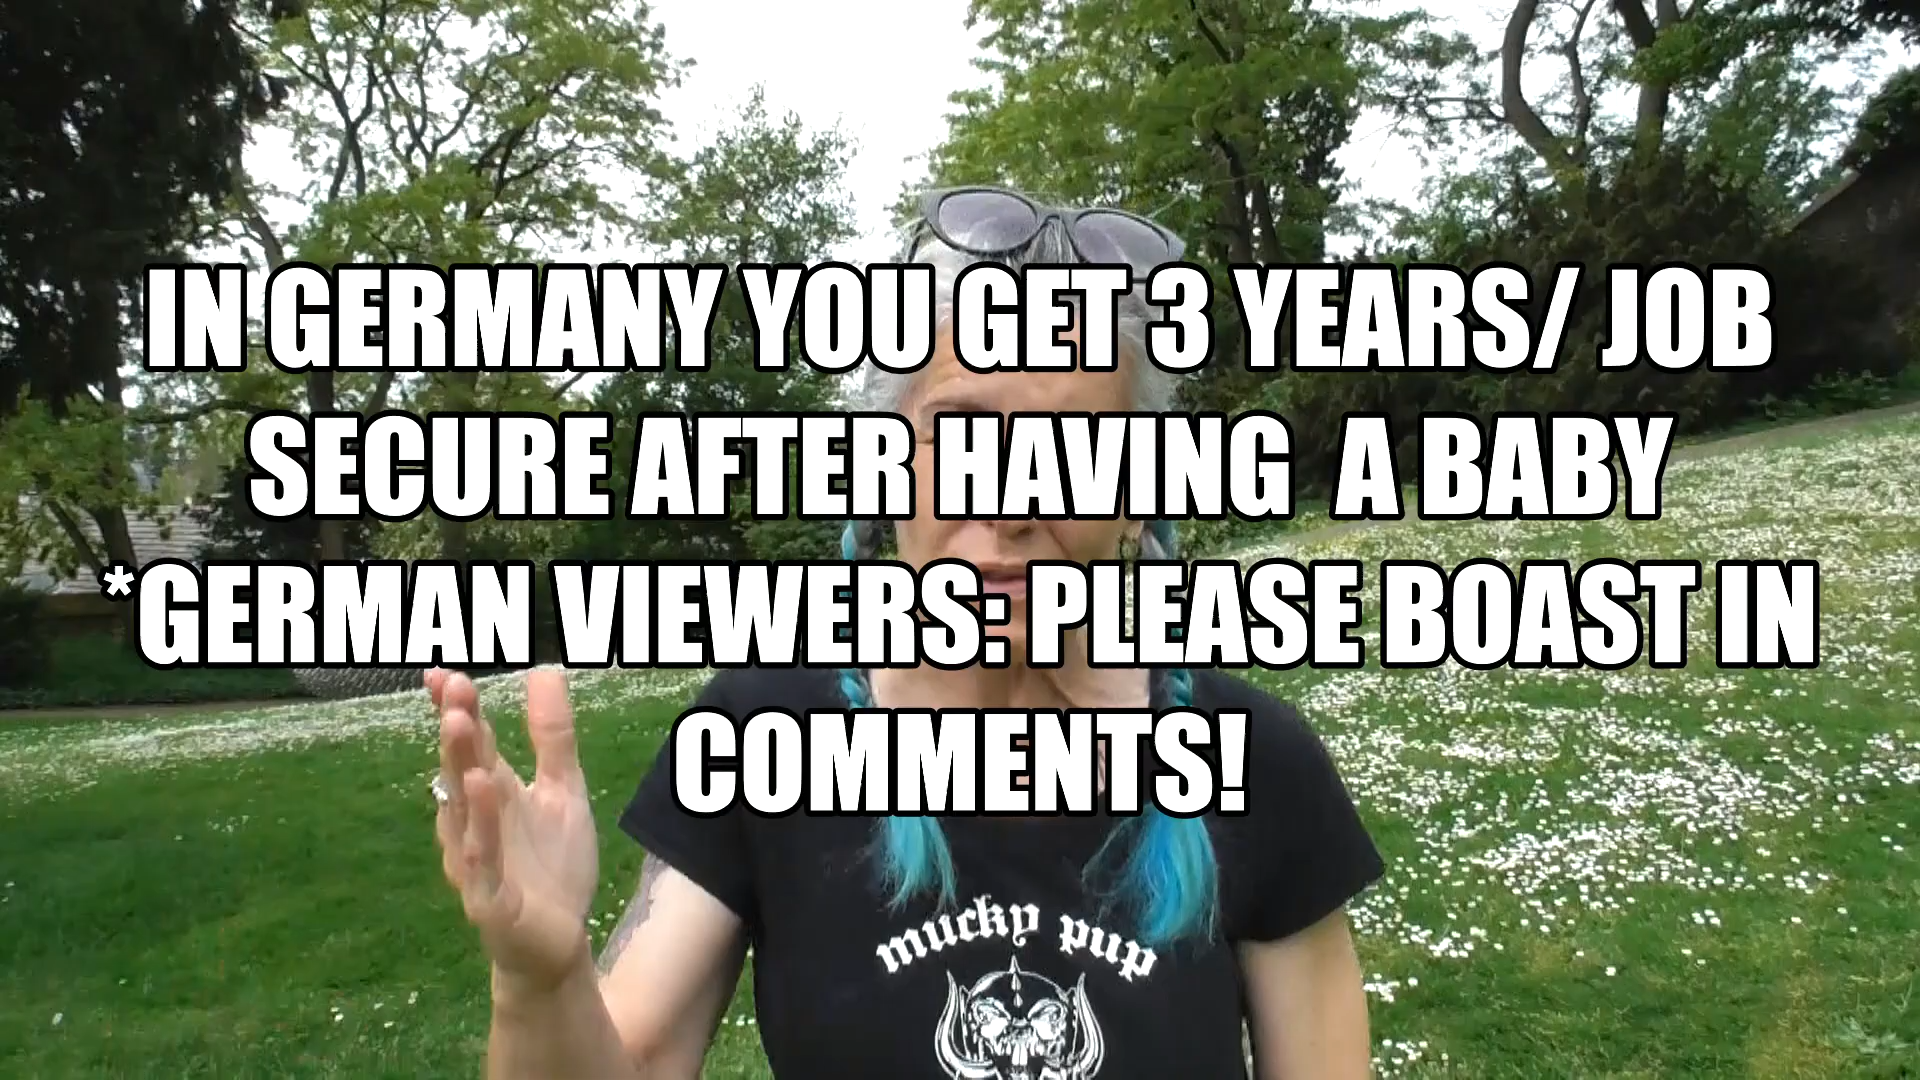 IN GERMANY YOU GET 3 YEARS/ JOB
SECURE AFTER HAVING A BABY
*GERMAN VIEWERS: PLEASE BOAST IN
COMMENTS!
mucky pup